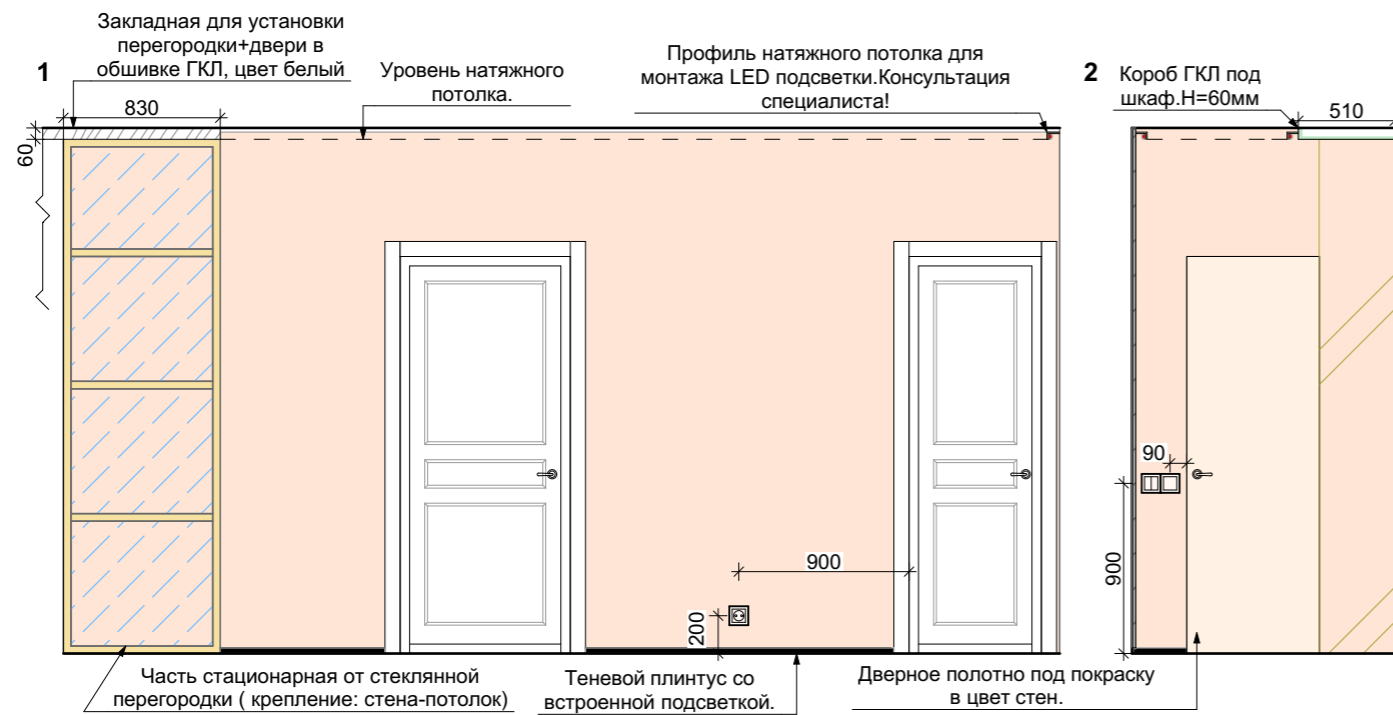 Закладная для установки
перегородки+двери в
обшивке ГКЛ, цвет белый
1
830
60
Уровень натяжного
потолка.
Профиль натяжного потолка для
монтажа LED подсветки.Консультация
специалиста!
2
Короб ГКЛ под
шкаф.Н=60мм
510
90
900
900
200
Часть стационарная от стеклянной
перегородки ( крепление: стена-потолок)
Теневой плинтус со
встроенной подсветкой.
Дверное полотно под покраску
в цвет стен.